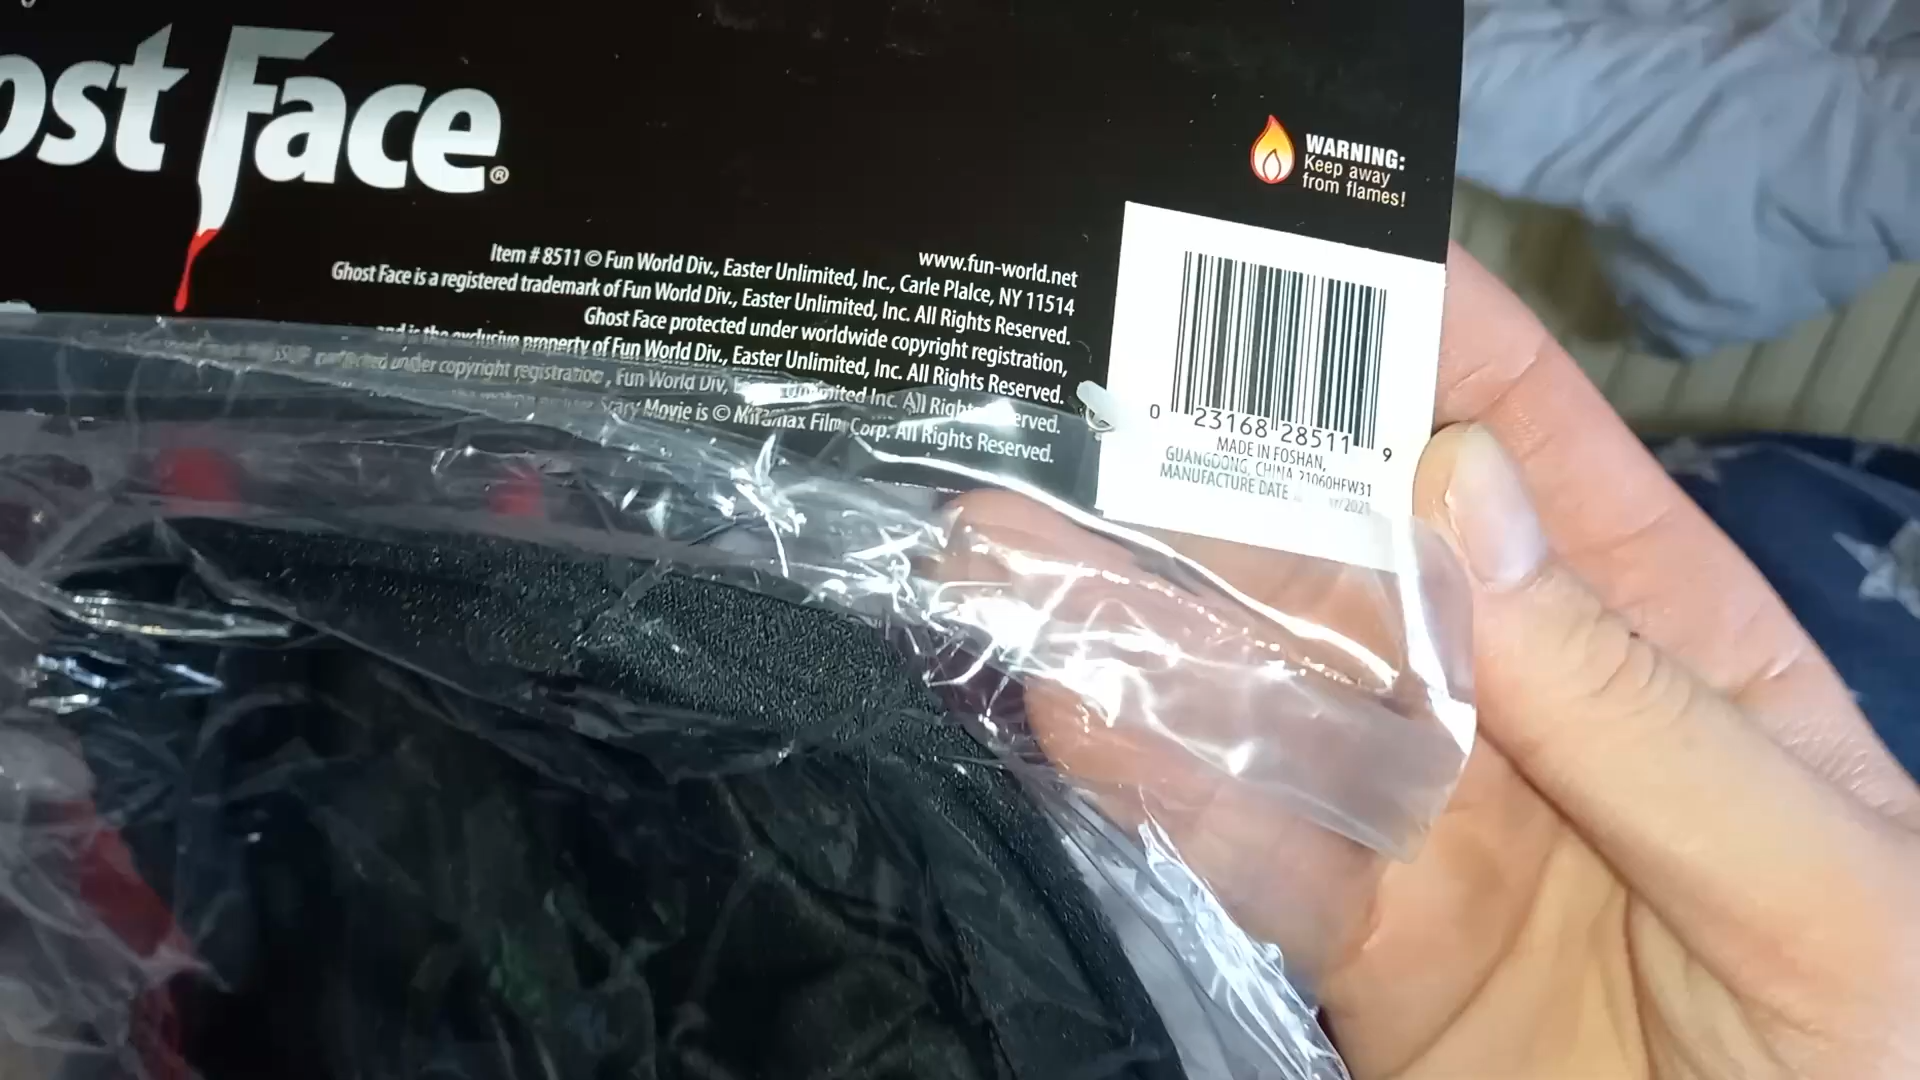 ost Face®
WARNING:
Keep away
from flames!
www.fun-world.net
Item # 8511 © Fun World Div., Easter Unlimited, Inc., Carle Plalce, NY 11514
Ghost Face is a registered trademark of Fun World Div., Easter Unlimited, Inc. All Rights Reserved.
Ghost Face protected under worldwide copyright registration,
and is the exclusive property of Fun World Div., Easter Unlimited, Inc. All Rights Reserved.
under copyright registration, Fun World Div, Inc. All Rights
Scary Movie is © Miramax Film Corp. All Rights Reserved.
0 23168 28511 9
MADE IN FOSHAN,
GUANGDONG, CHINA 21060HFW31
MANUFACTURE DATE /2021